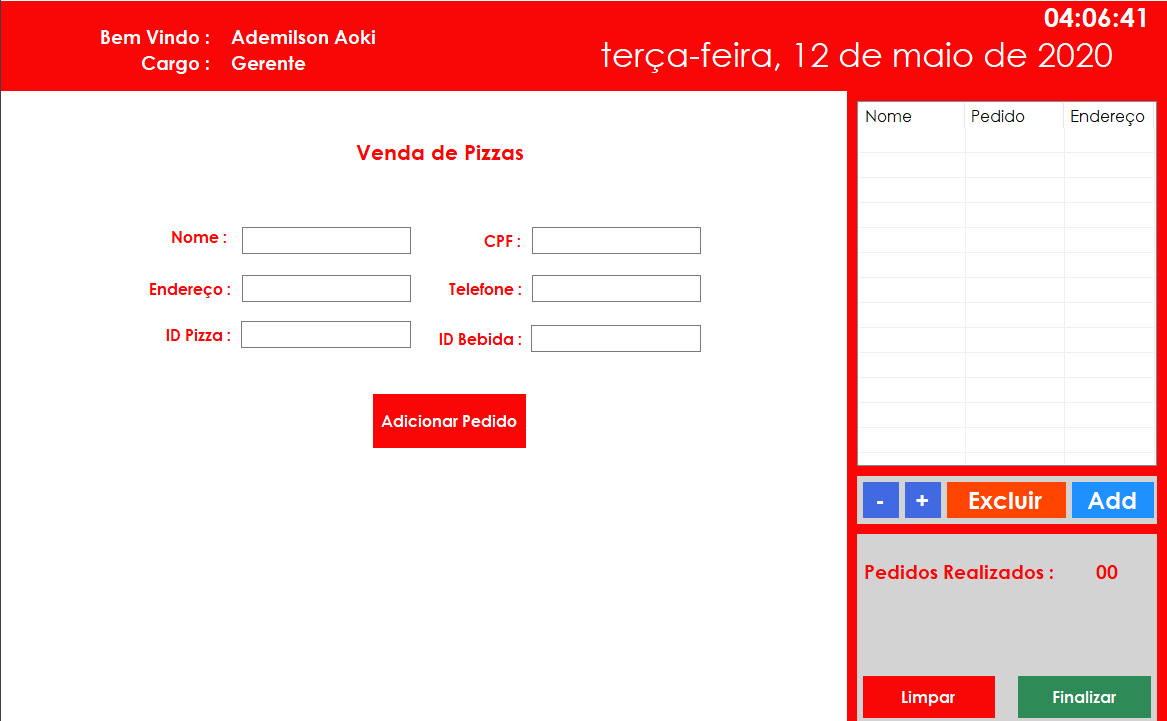 04:06:41
Bem Vindo : Ademilson Aoki
Cargo : Gerente
terça-feira, 12 de maio de 2020
Venda de Pizzas
Nome : CPF :
Endereço : Telefone :
ID Pizza : ID Bebida :
Adicionar Pedido
Nome Pedido Endereço
- + Excluir Add
Pedidos Realizados : 00
Limpar Finalizar